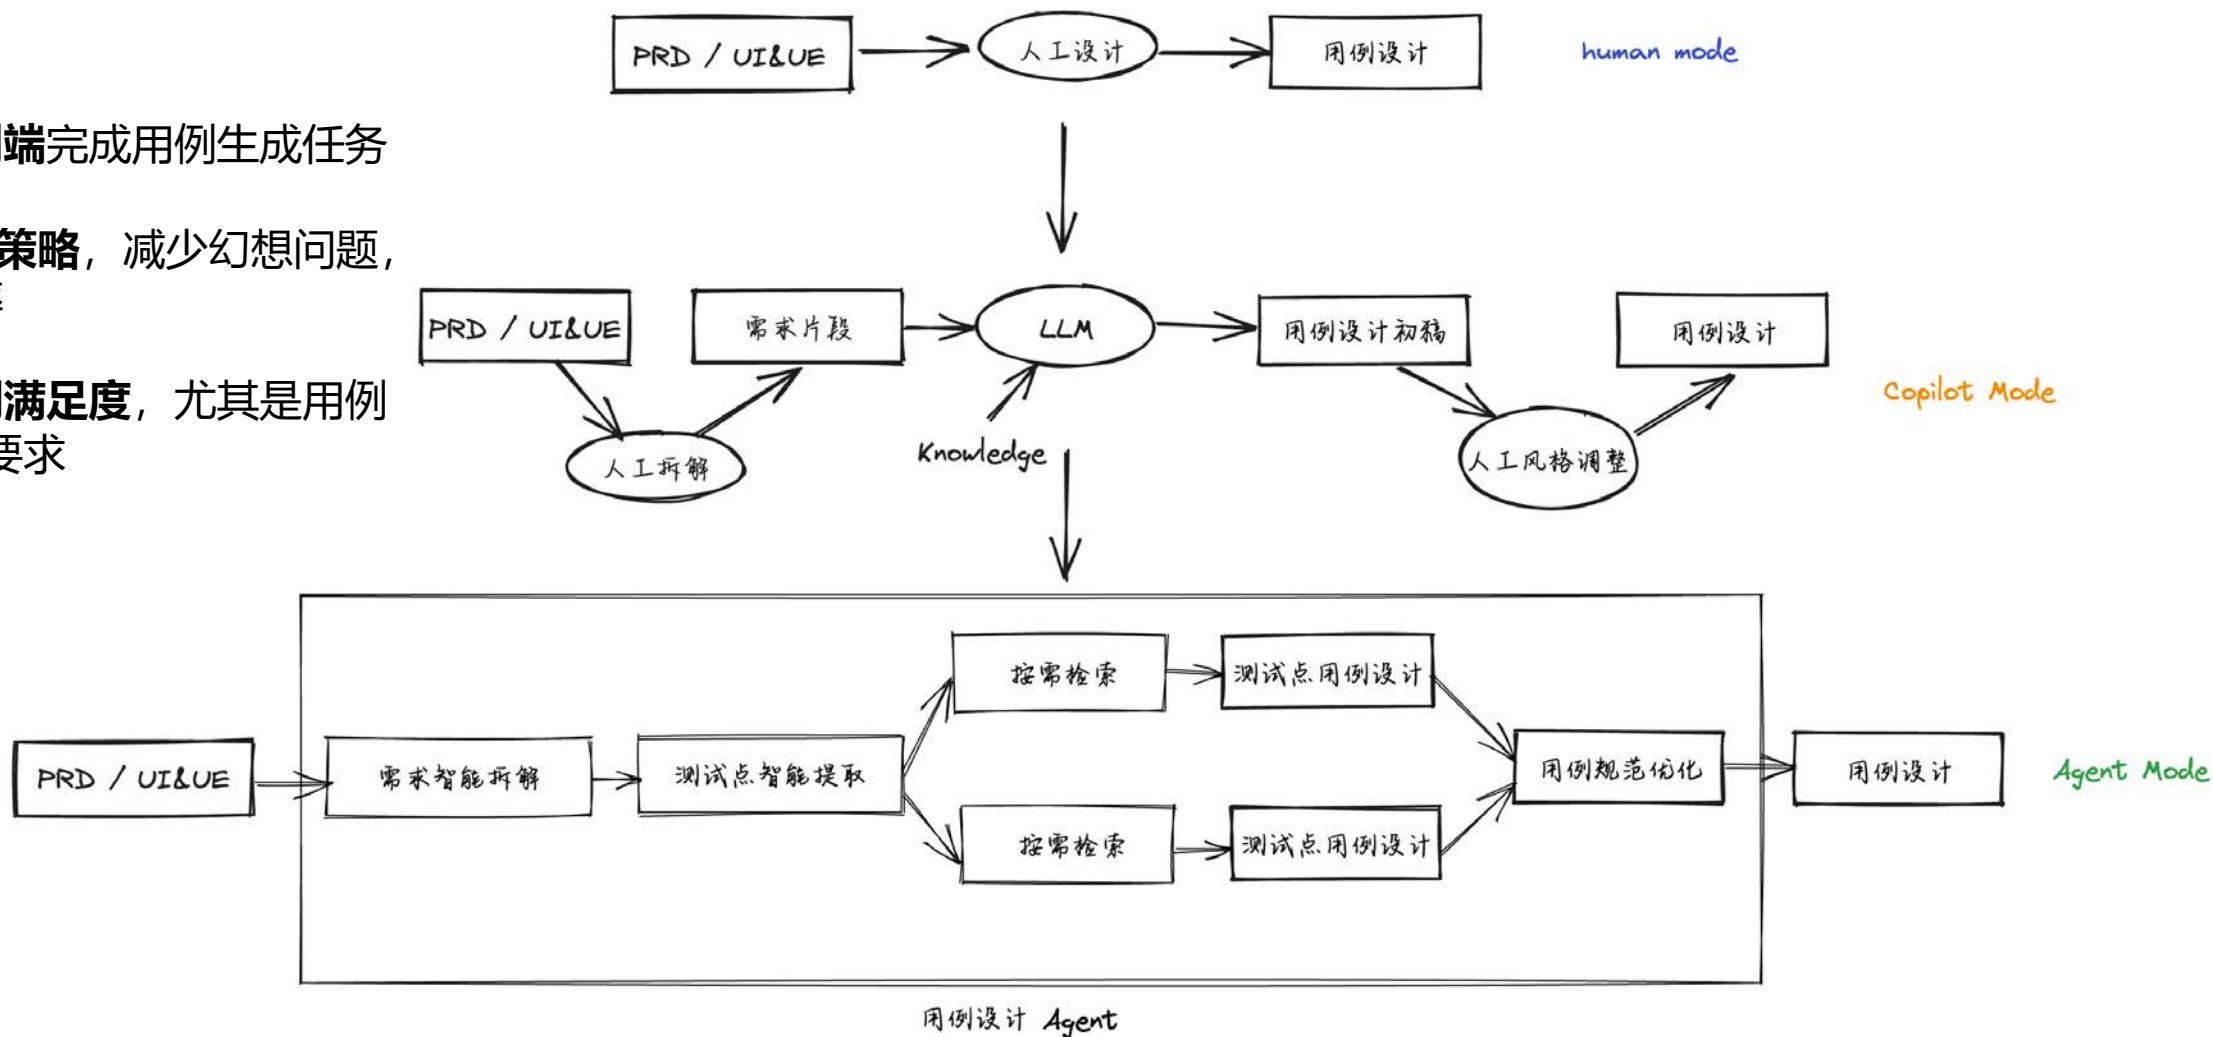 PRD / UI&UE
人工设计
用例设计
human mode
端完成用例生成任务
策略，减少幻想问题，
满足度，尤其是用例
要求
PRD / UI&UE
需求片段
LLM
用例设计初稿
用例设计
Copilot Mode
人工拆解
Knowledge
人工风格调整
按需检索
测试点用例设计
PRD / UI&UE
需求智能拆解
测试点智能提取
用例规范优化
用例设计
Agent Mode
按需检索
测试点用例设计
用例设计 Agent